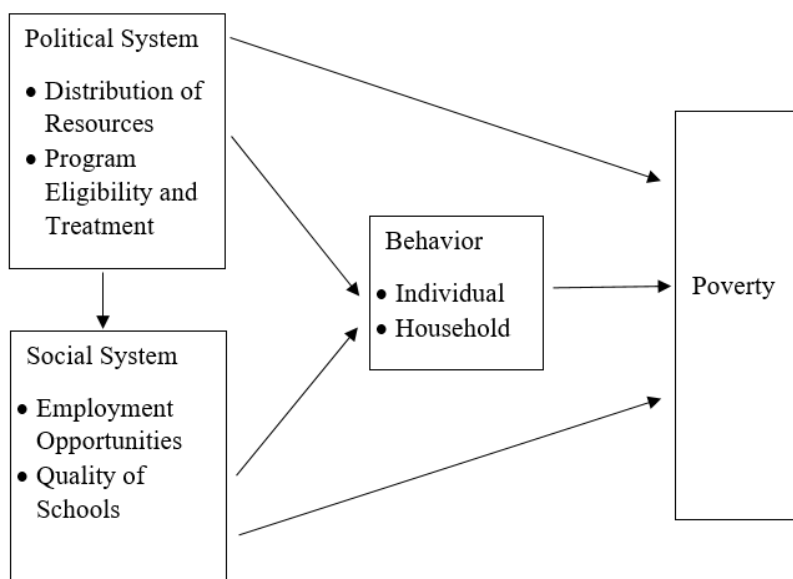 Political System
• Distribution of
Resources
• Program
Eligibility and
Treatment
Social System
• Employment
Opportunities
• Quality of
Schools
Behavior
• Individual
• Household
Poverty